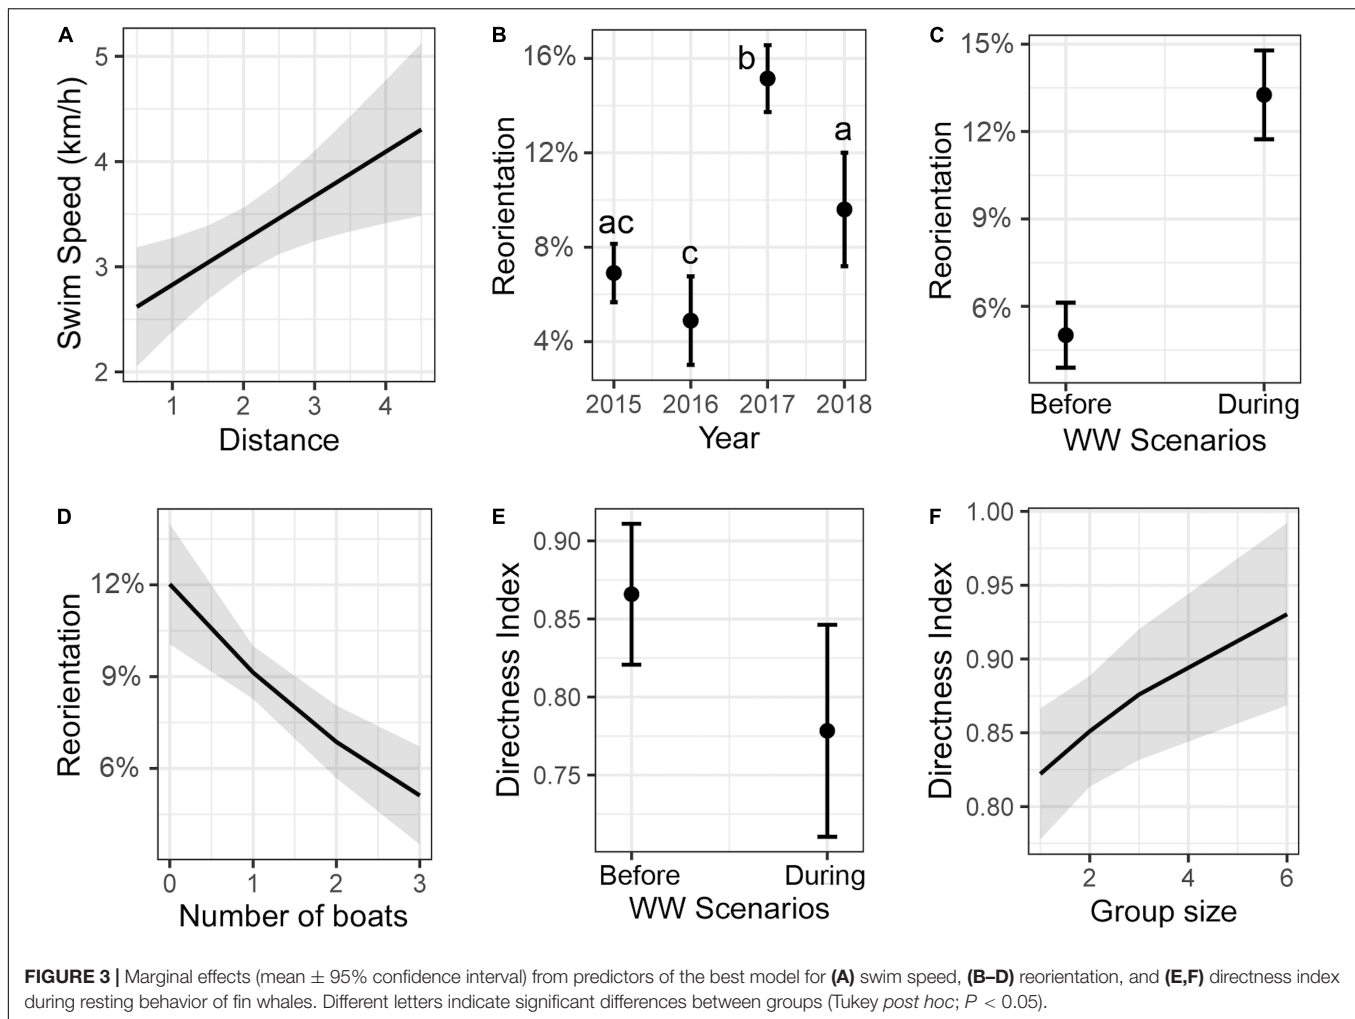 A
Swim Speed (km/h)
5
4
3
2
1 2 3 4
Distance
B
Reorientation
16%
12%
8%
4%
ac
c
b
a
2015 2016 2017 2018
Year
C
Reorientation
15%
12%
9%
6%
Before During
WW Scenarios
D
Reorientation
12%
9%
6%
0 1 2 3
Number of boats
E
Directness Index
0.90
0.85
0.80
0.75
Before During
WW Scenarios
F
Directness Index
1.00
0.95
0.90
0.85
0.80
2 4 6
Group size
FIGURE 3 | Marginal effects (mean ± 95% confidence interval) from predictors of the best model for (A) swim speed, (B–D) reorientation, and (E,F) directness index
during resting behavior of fin whales. Different letters indicate significant differences between groups (Tukey post hoc; P < 0.05).